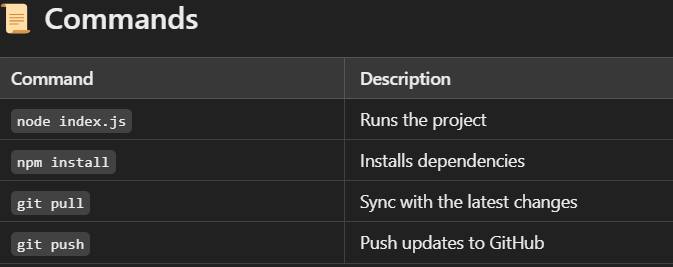 📜 Commands
Command Description
node index.js Runs the project
npm install Installs dependencies
git pull Sync with the latest changes
git push Push updates to GitHub